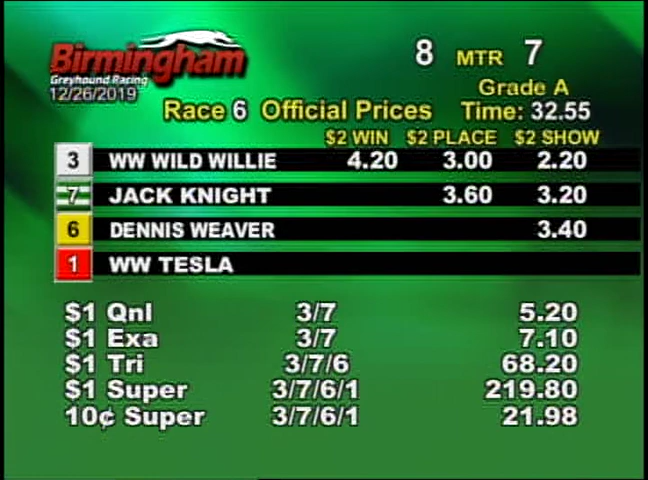 Birmingham
Greyhound Racing
12/26/2019
8 MTR 7
Grade A
Race 6 Official Prices Time: 32.55
$2 WIN $2 PLACE $2 SHOW
3 WW WILD WILLIE 4.20 3.00 2.20
7 JACK KNIGHT 3.60 3.20
6 DENNIS WEAVER 3.40
1 WW TESLA
$1 Qnl 3/7 5.20
$1 Exa 3/7 7.10
$1 Tri 3/7/6 68.20
$1 Super 3/7/6/1 219.80
10¢ Super 3/7/6/1 21.98